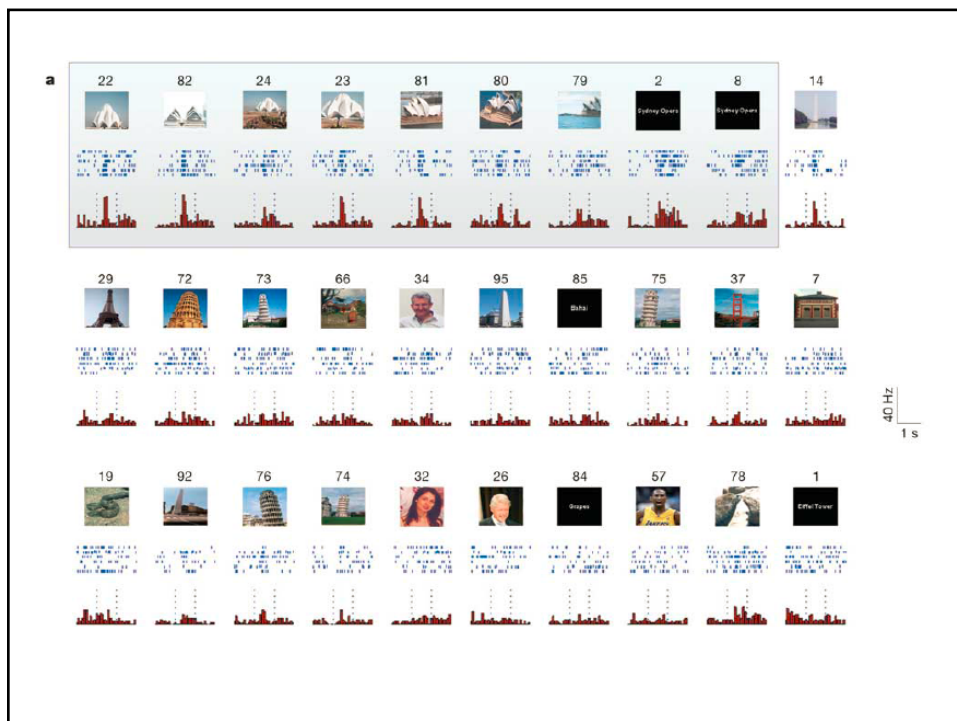 a
22 82 24 23 81 80 79 2 8 14
Sydney Opera Sydney Opera
29 72 73 66 34 95 85 75 37 7
Bahai
40 Hz
1 s
19 92 76 74 32 26 84 57 78 1
Grapes LAKERS Eiffel Tower